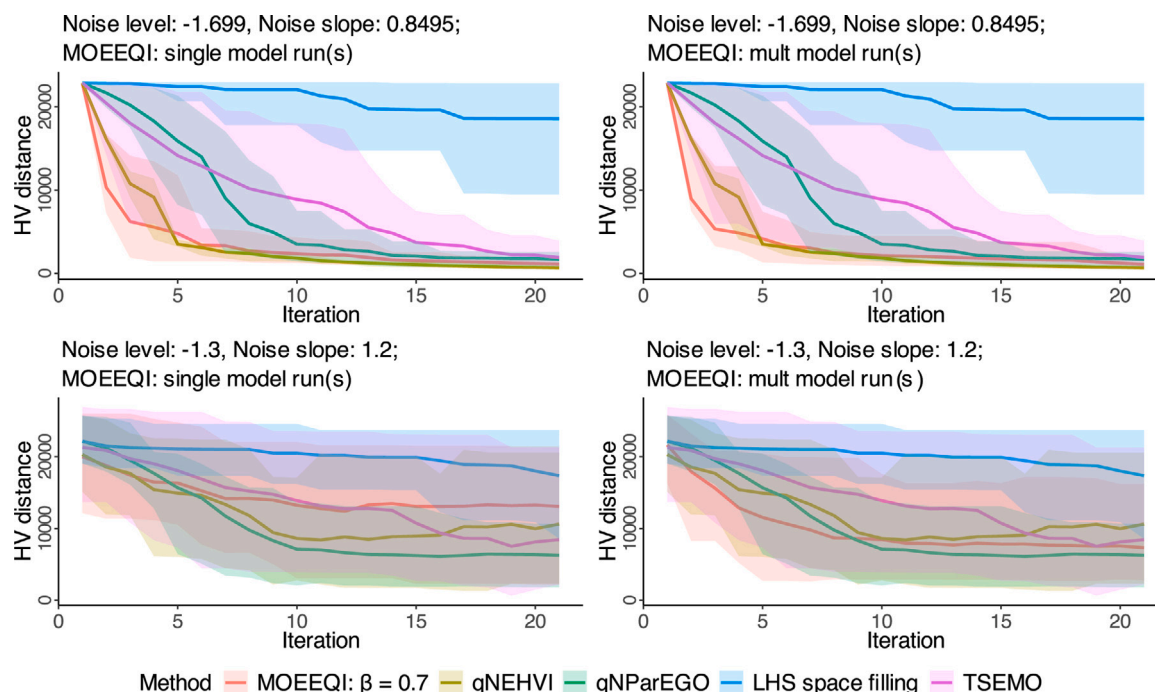 Noise level: -1.699, Noise slope: 0.8495;
MOEEQI: single model run(s)
HV distance
20000
10000
0
0 5 10 15 20
Iteration
Noise level: -1.699, Noise slope: 0.8495;
MOEEQI: mult model run(s)
HV distance
20000
10000
0
0 5 10 15 20
Iteration
Noise level: -1.3, Noise slope: 1.2;
MOEEQI: single model run(s)
HV distance
20000
10000
0
0 5 10 15 20
Iteration
Noise level: -1.3, Noise slope: 1.2;
MOEEQI: mult model run(s)
HV distance
20000
10000
0
0 5 10 15 20
Iteration
Method MOEEQI: β = 0.7 qNEHVI qNParEGO LHS space filling TSEMO